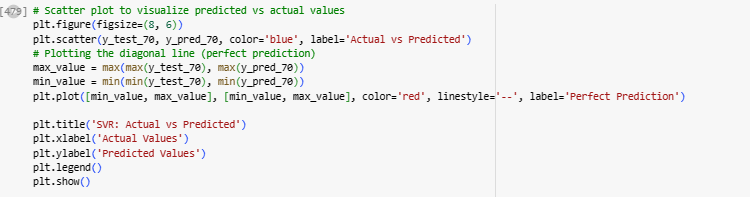 [479] # Scatter plot to visualize predicted vs actual values
plt.figure(figsize=(8, 6))
plt.scatter(y_test_70, y_pred_70, color='blue', label='Actual vs Predicted')
# Plotting the diagonal line (perfect prediction)
max_value = max(max(y_test_70), max(y_pred_70))
min_value = min(min(y_test_70), min(y_pred_70))
plt.plot([min_value, max_value], [min_value, max_value], color='red', linestyle='--', label='Perfect Prediction')
plt.title('SVR: Actual vs Predicted')
plt.xlabel('Actual Values')
plt.ylabel('Predicted Values')
plt.legend()
plt.show()